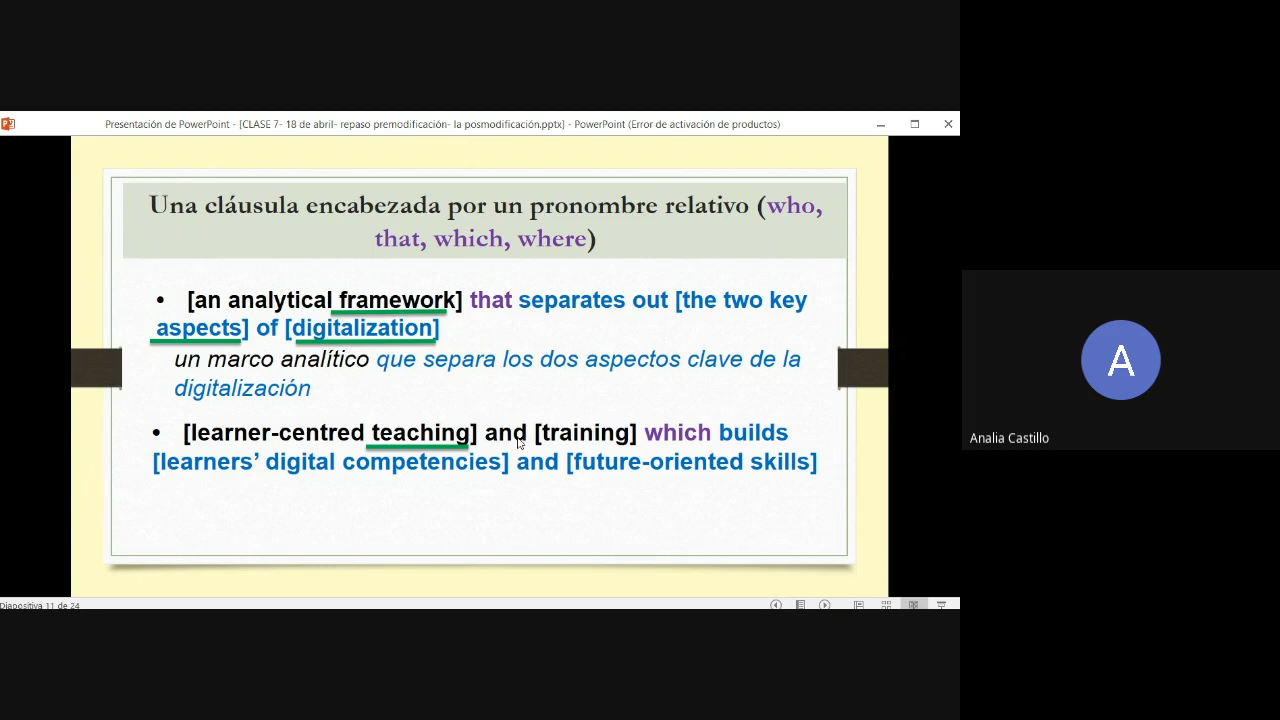 Presentación de PowerPoint - [CLASE 7- 18 de abril- repaso premodificación- la posmodificación.pptx] - PowerPoint (Error de activación de productos)
Una cláusula encabezada por un pronombre relativo (who,
that, which, where)
• [an analytical framework] that separates out [the two key
aspects] of [digitalization]
un marco analítico que separa los dos aspectos clave de la
digitalización
• [learner-centred teaching] and [training] which builds
[learners’ digital competencies] and [future-oriented skills]
A
Analia Castillo
Diapositiva 11 de 24